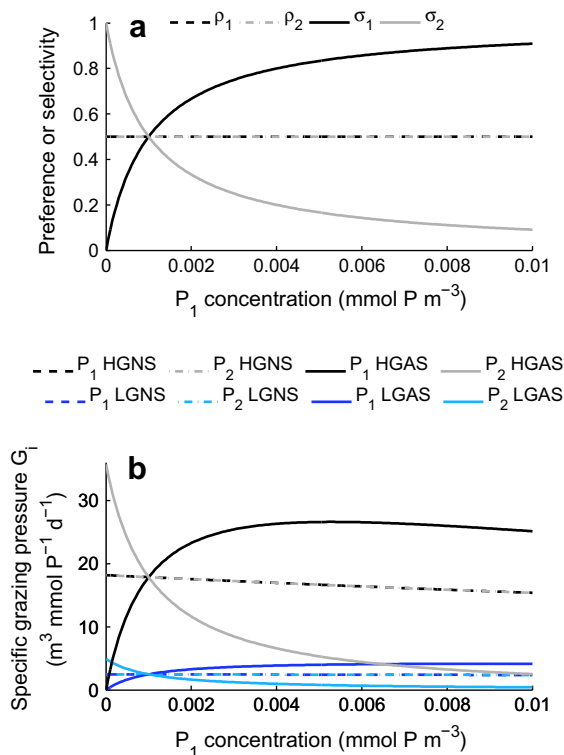 a
ρ1 ρ2 σ1 σ2
1
0.8
0.6
0.4
0.2
0
Preference or selectivity
0 0.002 0.004 0.006 0.008 0.01
P1 concentration (mmol P m−3)
P1 HGNS P2 HGNS P1 HGAS P2 HGAS
P1 LGNS P2 LGNS P1 LGAS P2 LGAS
b
30
20
10
0
Specific grazing pressure Gi
(m3 mmol P−1 d−1)
0 0.002 0.004 0.006 0.008 0.01
P1 concentration (mmol P m−3)